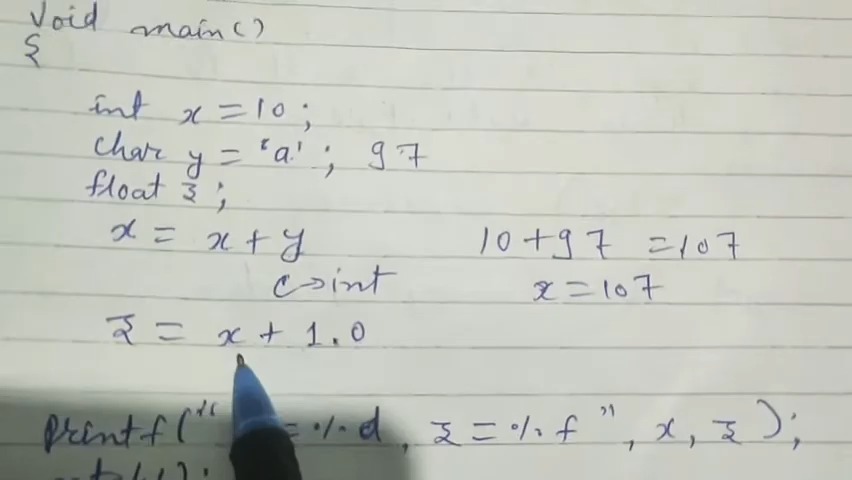 void main()
{
int x = 10;
char y = 'a'; 97
float z;
x = x + y 10 + 97 = 107
c→int x = 107
z = x + 1.0
printf(" = %d, z = %f ", x, z);